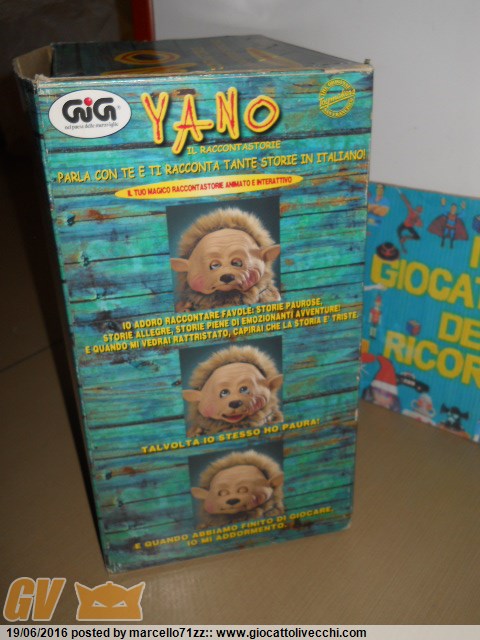 GiG
nel paese delle meraviglie
YANO
IL RACCONTASTORIE
PARLA CON TE E TI RACCONTA TANTE STORIE IN ITALIANO!
IL TUO MAGICO RACCONTASTORIE ANIMATO E INTERATTIVO
IO ADORO RACCONTARE FAVOLE: STORIE PAUROSE,
STORIE ALLEGRE, STORIE PIENE DI EMOZIONANTI AVVENTURE!
E QUANDO MI VEDRAI RATTRISTATO, CAPIRAI CHE LA STORIA E' TRISTE.
TALVOLTA IO STESSO HO PAURA!
E QUANDO ABBIAMO FINITO DI GIOCARE,
IO MI ADDORMENTO.
I
GIOCATT
DE
RICOR
GV
19/06/2016 posted by marcello71zz:: www.giocattolivecchi.com